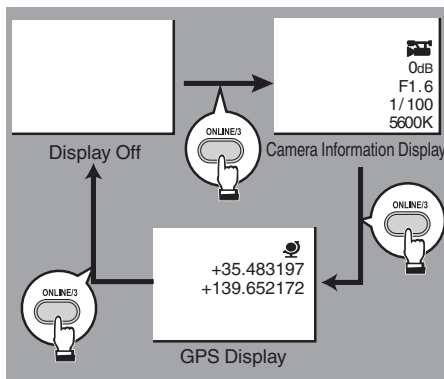 0dB
F1.6
1/100
5600K
ONLINE/3
Display Off
Camera Information Display
ONLINE/3
+35.483197
+139.652172
ONLINE/3
GPS Display